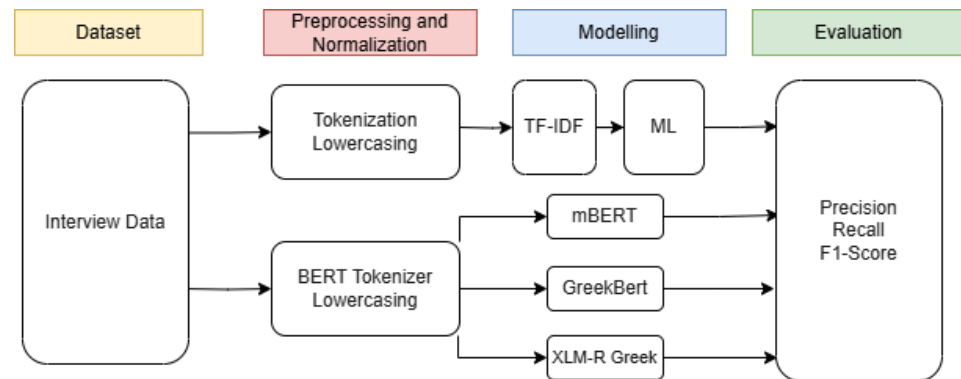 Dataset
Preprocessing and
Normalization
Modelling
Evaluation
Interview Data
Tokenization
Lowercasing
TF-IDF
ML
BERT Tokenizer
Lowercasing
mBERT
GreekBert
XLM-R Greek
Precision
Recall
F1-Score